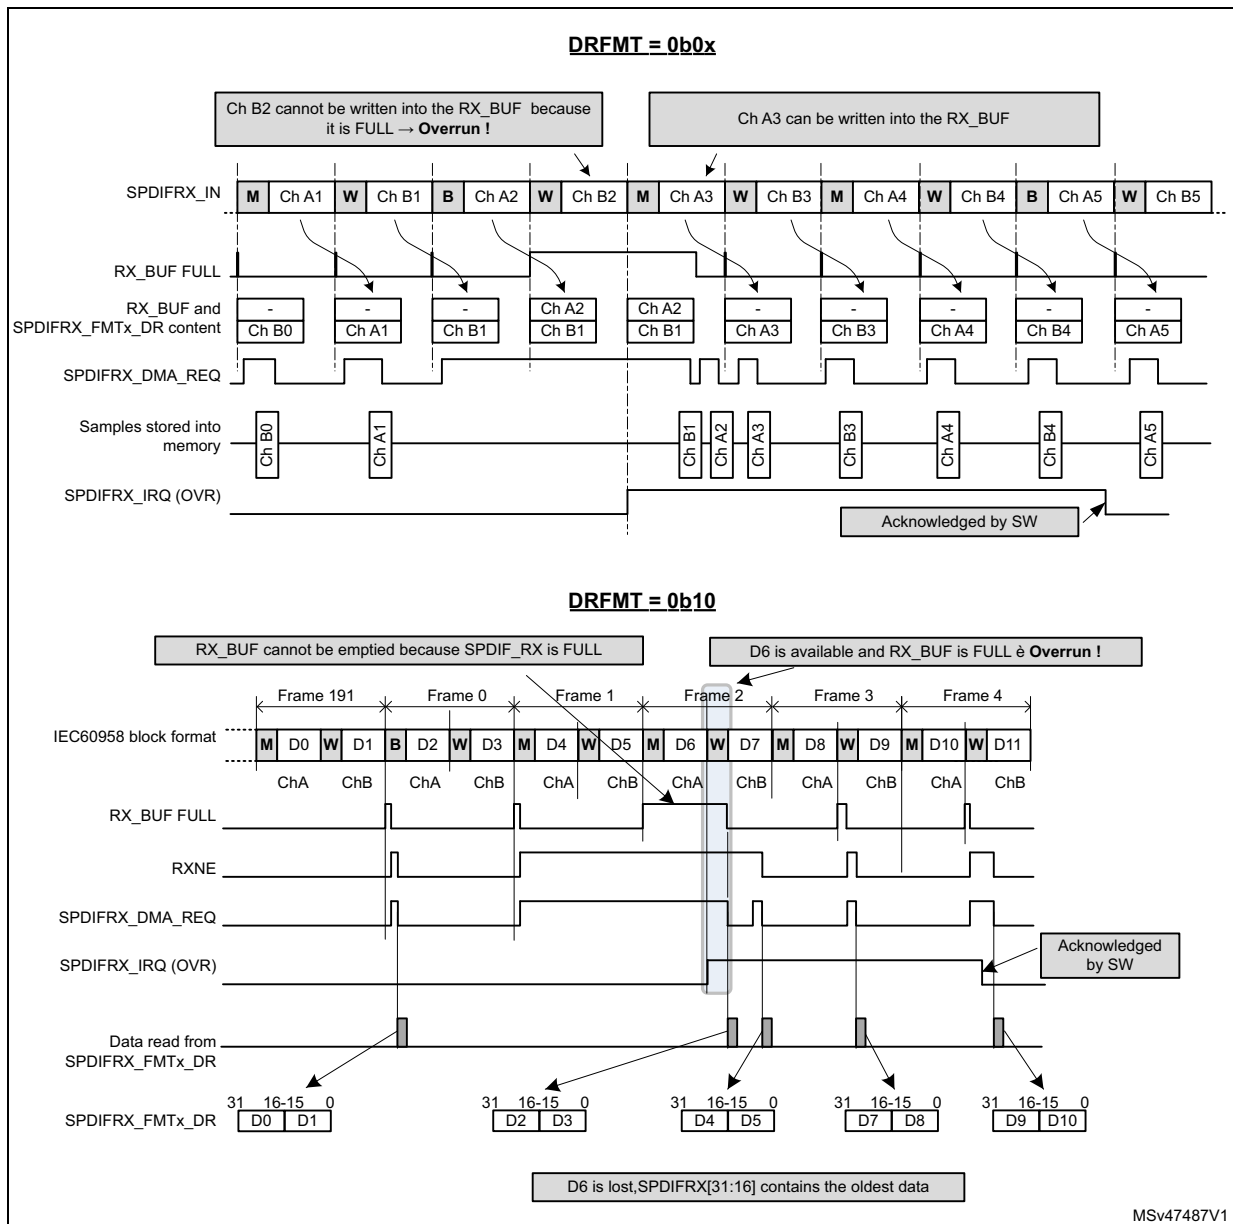 DRFMT = 0b0x
Ch B2 cannot be written into the RX_BUF because
it is FULL → Overrun !
Ch A3 can be written into the RX_BUF
SPDIFRX_IN
M Ch A1 W Ch B1 B Ch A2 W Ch B2 M Ch A3 W Ch B3 M Ch A4 W Ch B4 B Ch A5 W Ch B5
RX_BUF FULL
RX_BUF and
SPDIFRX_FMTx_DR content
- - - Ch A2 Ch A2 - - - - -
Ch B0 Ch A1 Ch B1 Ch B1 Ch B1 Ch A3 Ch B3 Ch A4 Ch B4 Ch A5
SPDIFRX_DMA_REQ
Samples stored into
memory
Ch B0 Ch A1 Ch B1 Ch A2 Ch A3 Ch B3 Ch A4 Ch B4 Ch A5
SPDIFRX_IRQ (OVR)
Acknowledged by SW
DRFMT = 0b10
RX_BUF cannot be emptied because SPDIF_RX is FULL
D6 is available and RX_BUF is FULL è Overrun !
Frame 191 Frame 0 Frame 1 Frame 2 Frame 3 Frame 4
IEC60958 block format
M D0 W D1 B D2 W D3 M D4 W D5 M D6 W D7 M D8 W D9 M D10 W D11
ChA ChB ChA ChB ChA ChB ChA ChB ChA ChB ChA ChB
RX_BUF FULL
RXNE
SPDIFRX_DMA_REQ
SPDIFRX_IRQ (OVR)
Acknowledged
by SW
Data read from
SPDIFRX_FMTx_DR
31 16-15 0 31 16-15 0 31 16-15 0 31 16-15 0 31 16-15 0
SPDIFRX_FMTx_DR
D0 D1 D2 D3 D4 D5 D7 D8 D9 D10
D6 is lost,SPDIFRX[31:16] contains the oldest data
MSv47487V1